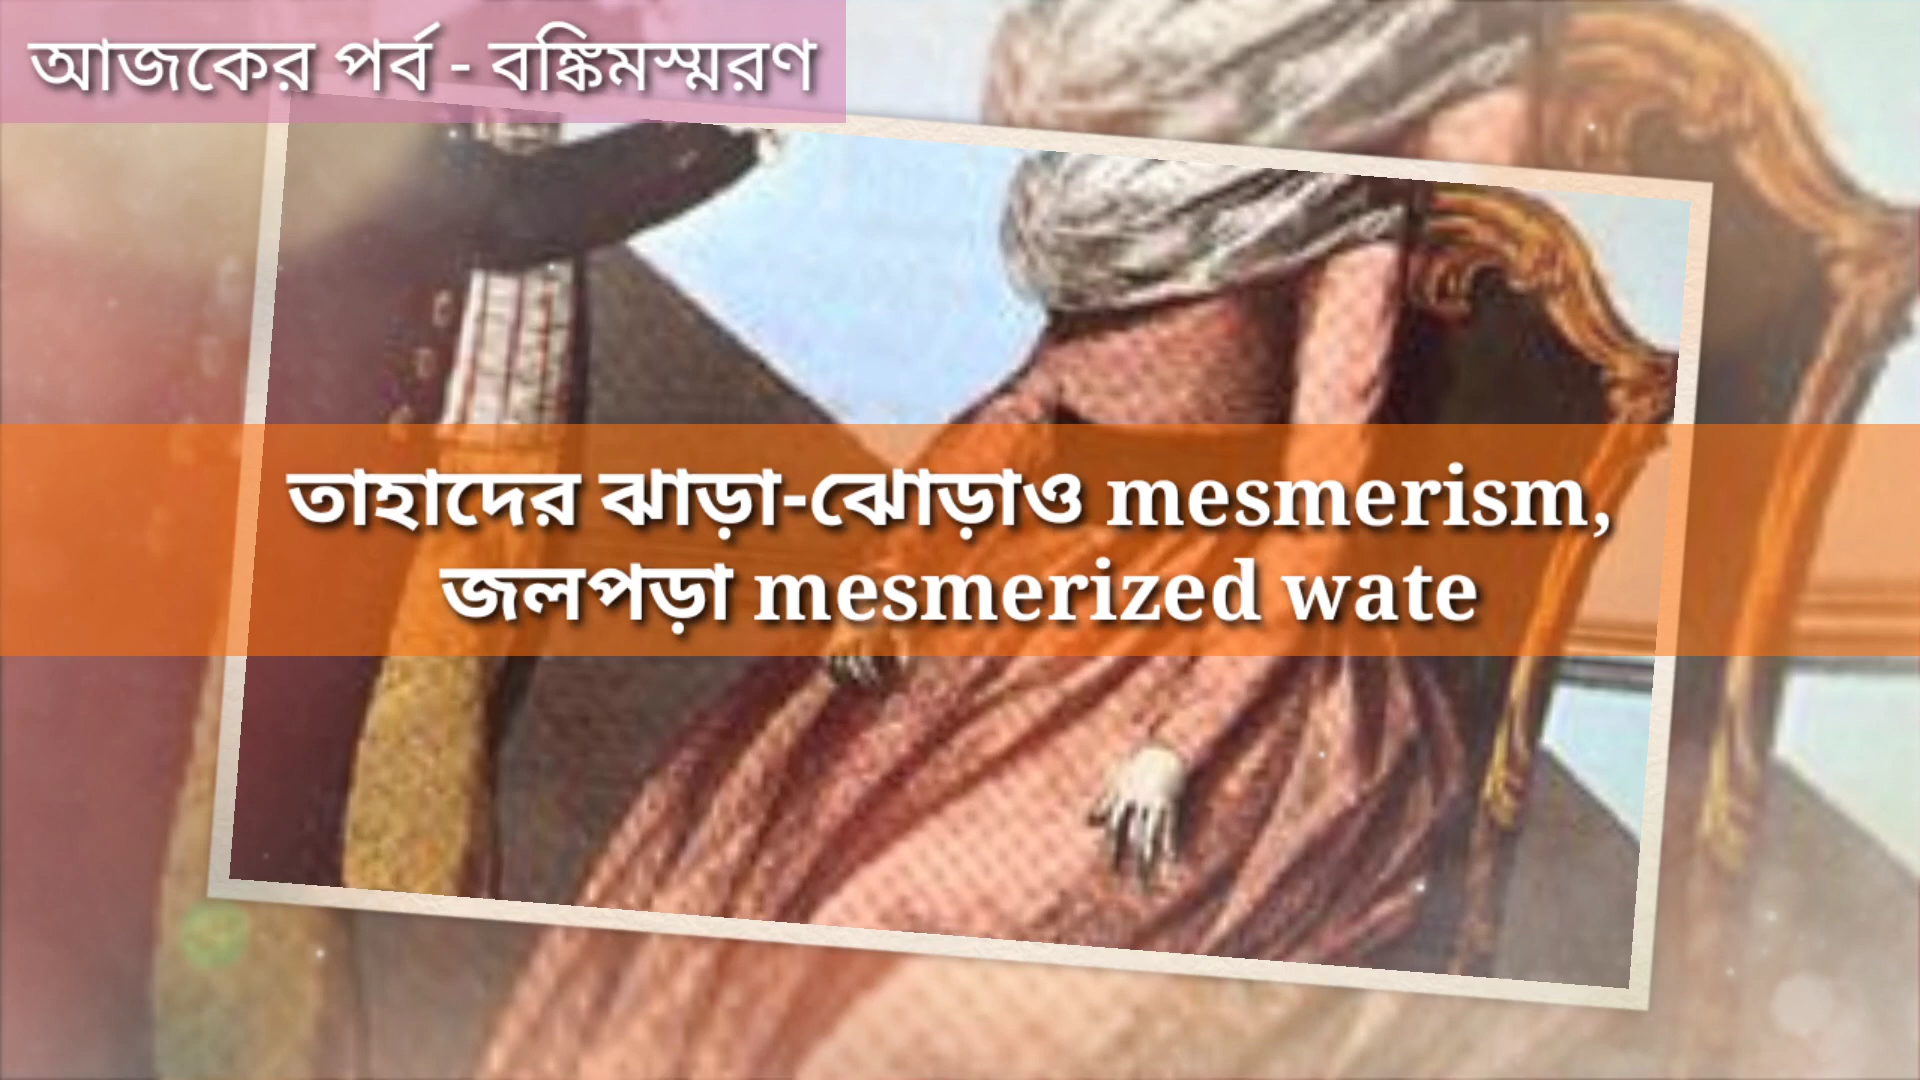 আজকের পর্ব - বঙ্কিমস্মরণ
তাহাদের ঝাড়া-ঝোড়াও mesmerism,
জলপড়া mesmerized wate